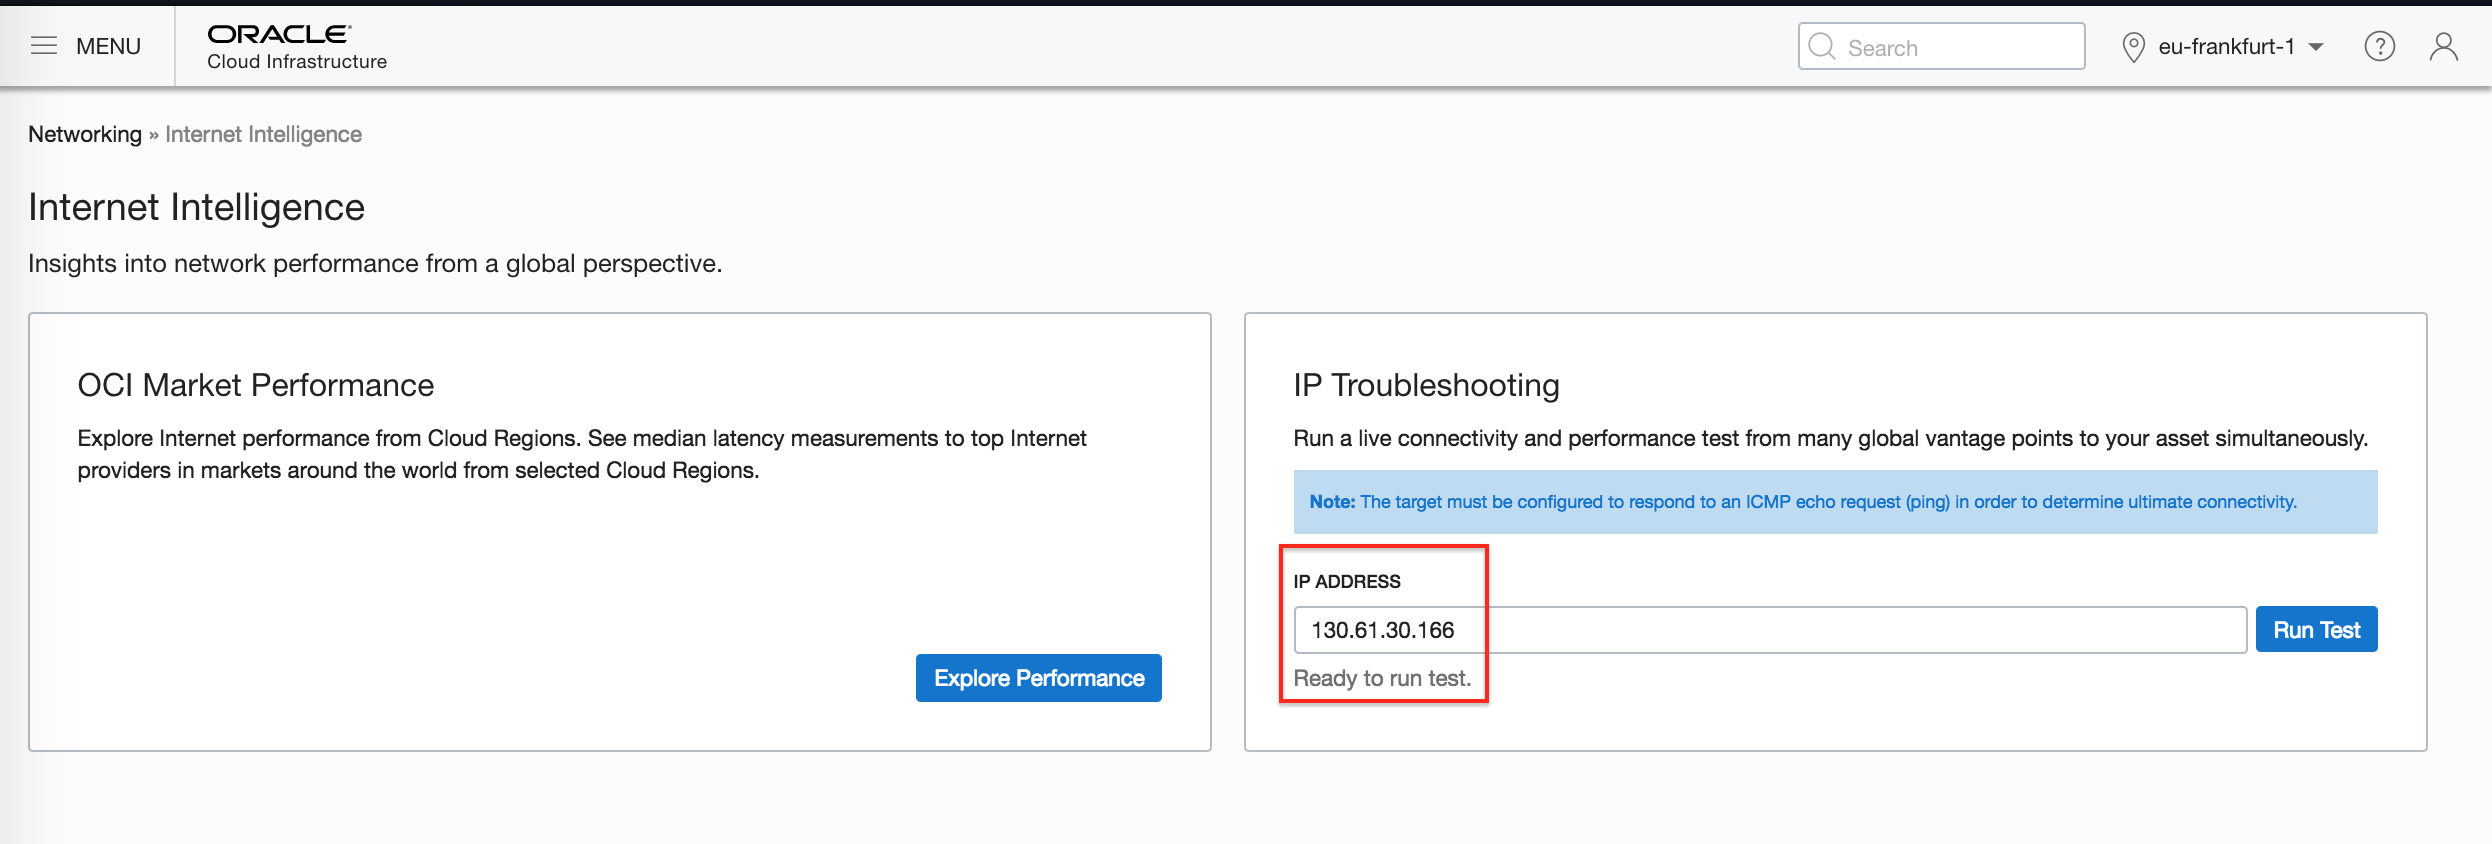 MENU
ORACLE
Cloud Infrastructure
Search
eu-frankfurt-1
?
Networking » Internet Intelligence
Internet Intelligence
Insights into network performance from a global perspective.
OCI Market Performance
Explore Internet performance from Cloud Regions. See median latency measurements to top Internet
providers in markets around the world from selected Cloud Regions.
Explore Performance
IP Troubleshooting
Run a live connectivity and performance test from many global vantage points to your asset simultaneously.
Note: The target must be configured to respond to an ICMP echo request (ping) in order to determine ultimate connectivity.
IP ADDRESS
130.61.30.166
Run Test
Ready to run test.